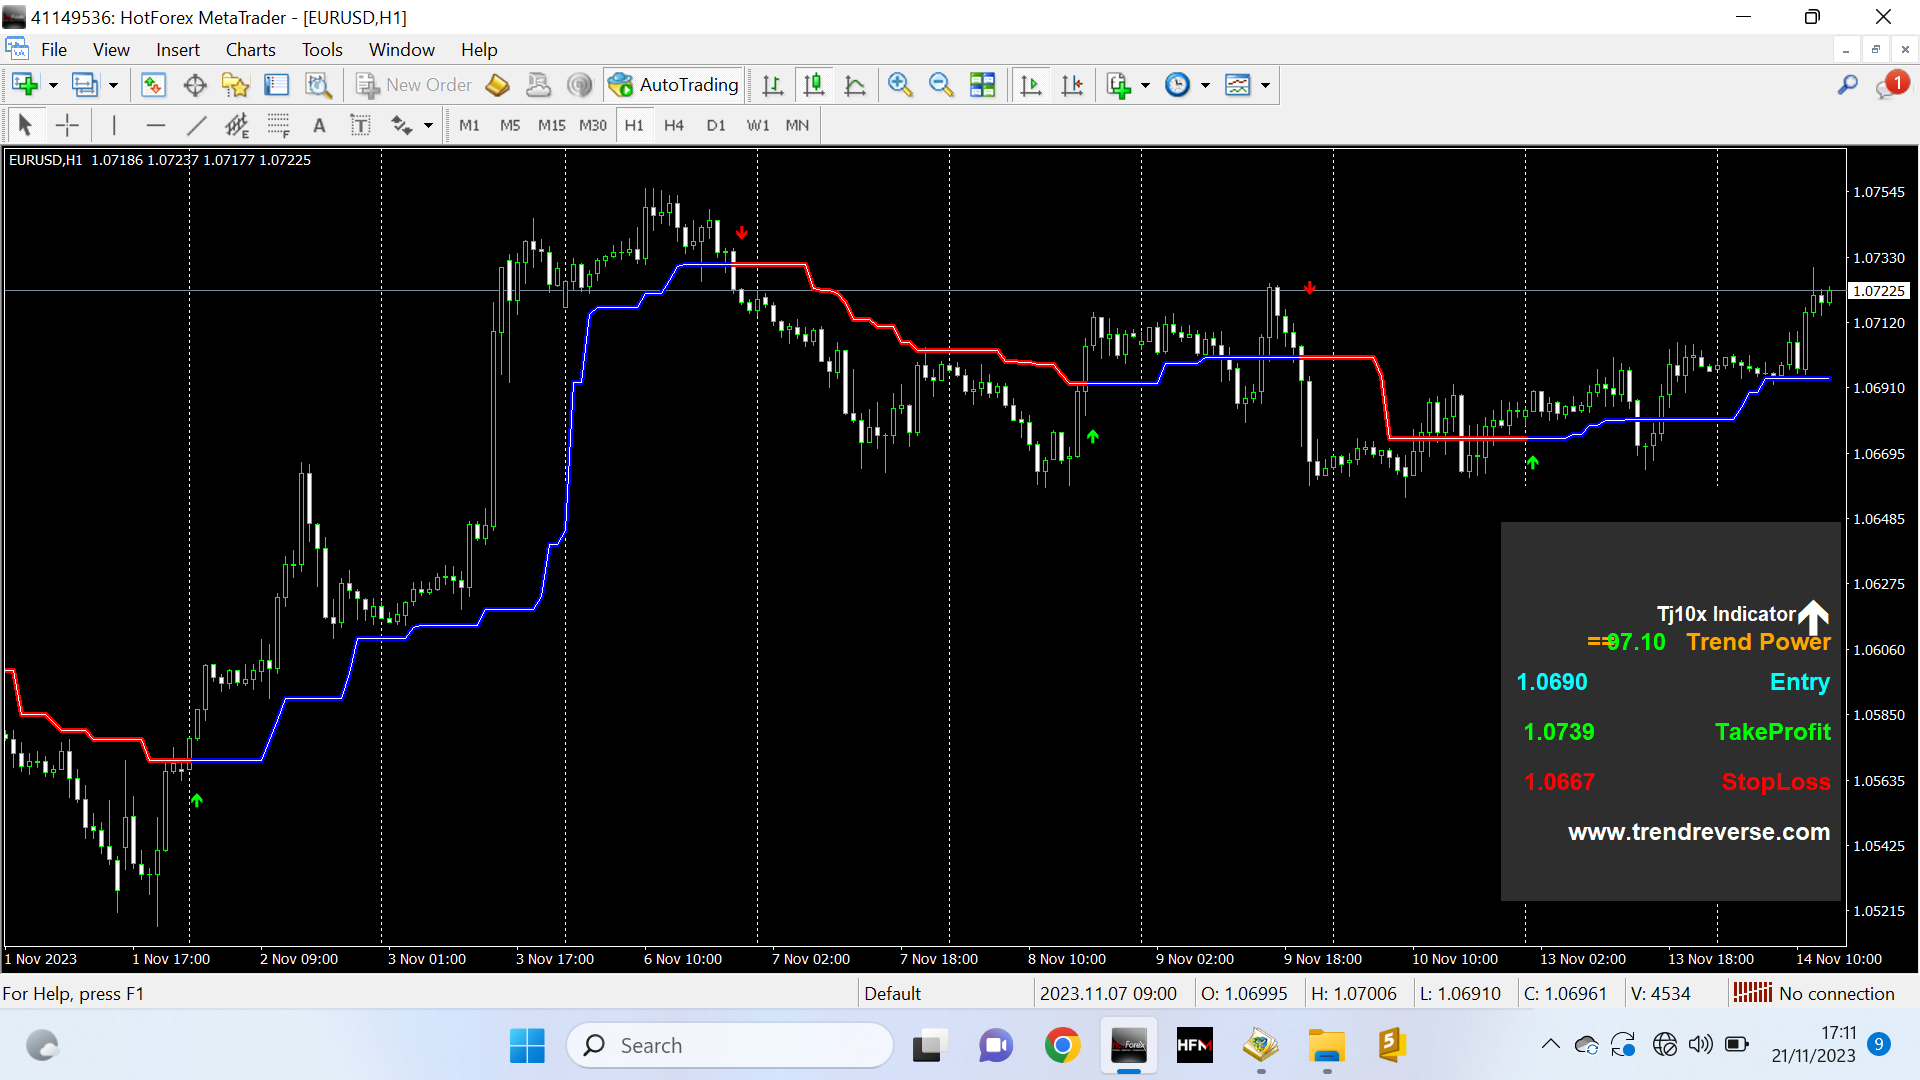 41149536: HotForex MetaTrader - [EURUSD,H1]
File View Insert Charts Tools Window Help
New Order AutoTrading 1
E F A T M1 M5 M15 M30 H1 H4 D1 W1 MN
EURUSD,H1 1.07186 1.07237 1.07177 1.07225
1.07545
1.07330
1.07225
1.07120
1.06910
1.06695
1.06485
1.06275
1.06060
1.05850
1.05635
1.05425
1.05215
Tj10x Indicator
==97.10 Trend Power
1.0690 Entry
1.0739 TakeProfit
1.0667 StopLoss
www.trendreverse.com
1 Nov 2023 1 Nov 17:00 2 Nov 09:00 3 Nov 01:00 3 Nov 17:00 6 Nov 10:00 7 Nov 02:00 7 Nov 18:00 8 Nov 10:00 9 Nov 02:00 9 Nov 18:00 10 Nov 10:00 13 Nov 02:00 13 Nov 18:00 14 Nov 10:00
For Help, press F1 Default 2023.11.07 09:00 O: 1.06995 H: 1.07006 L: 1.06910 C: 1.06961 V: 4534 No connection
Search HotForex HFM 5 17:11
21/11/2023 9